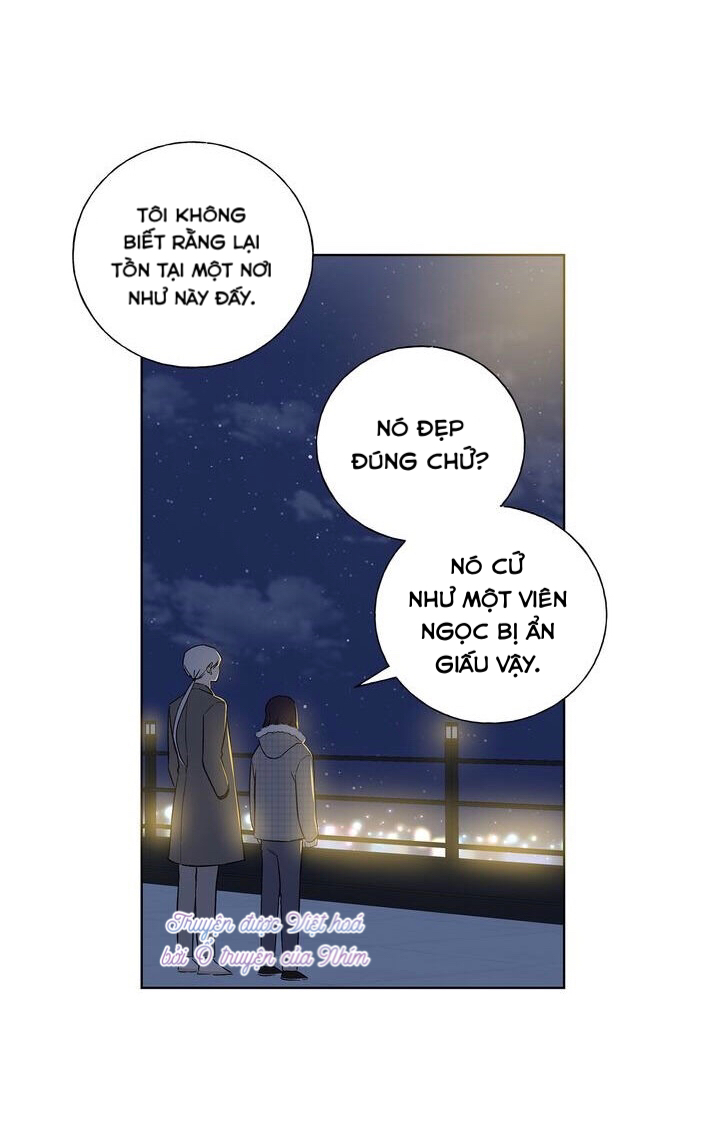 TÔI KHÔNG
BIẾT RẰNG LẠI
TỒN TẠI MỘT NƠI
NHƯ NÀY ĐẤY.
NÓ ĐẸP
ĐÚNG CHỨ?
NÓ CỨ
NHƯ MỘT VIÊN
NGỌC BỊ ẨN
GIẤU VẬY.
Truyện được Việt hoá
bởi Ổ truyện của Nhím